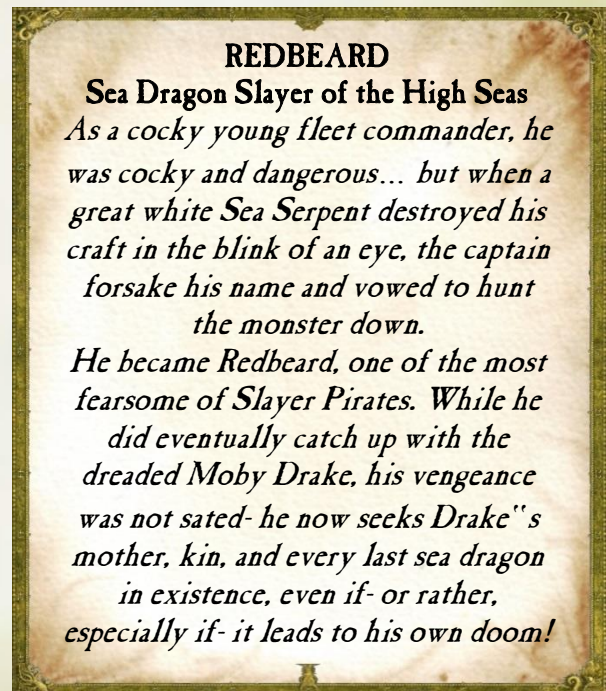 REDBEARD
Sea Dragon Slayer of the High Seas
As a cocky young fleet commander, he
was cocky and dangerous... but when a
great white Sea Serpent destroyed his
craft in the blink of an eye, the captain
forsake his name and vowed to hunt
the monster down.
He became Redbeard, one of the most
fearsome of Slayer Pirates. While he
did eventually catch up with the
dreaded Moby Drake, his vengeance
was not sated- he now seeks Drake‟s
mother, kin, and every last sea dragon
in existence, even if- or rather,
especially if- it leads to his own doom!